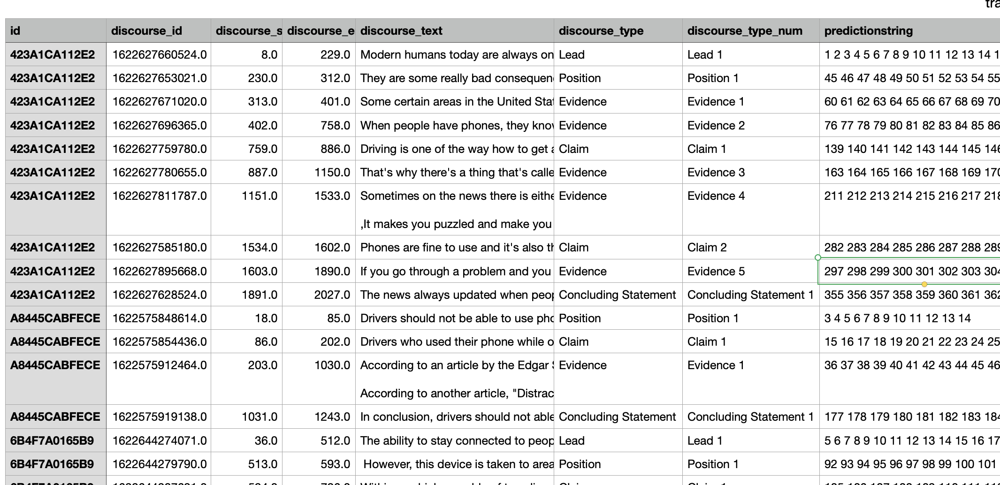 tra
id discourse_id discourse_s discourse_e discourse_text discourse_type discourse_type_num predictionstring
423A1CA112E2 1622627660524.0 8.0 229.0 Modern humans today are always on Lead Lead 1 1 2 3 4 5 6 7 8 9 10 11 12 13 14 1
423A1CA112E2 1622627653021.0 230.0 312.0 They are some really bad consequen Position Position 1 45 46 47 48 49 50 51 52 53 54 55
423A1CA112E2 1622627671020.0 313.0 401.0 Some certain areas in the United Stat Evidence Evidence 1 60 61 62 63 64 65 66 67 68 69 70
423A1CA112E2 1622627696365.0 402.0 758.0 When people have phones, they know Evidence Evidence 2 76 77 78 79 80 81 82 83 84 85 86
423A1CA112E2 1622627759780.0 759.0 886.0 Driving is one of the way how to get a Claim Claim 1 139 140 141 142 143 144 145 146
423A1CA112E2 1622627780655.0 887.0 1150.0 That's why there's a thing that's calle Evidence Evidence 3 163 164 165 166 167 168 169 170
423A1CA112E2 1622627811787.0 1151.0 1533.0 Sometimes on the news there is eithe Evidence Evidence 4 211 212 213 214 215 216 217 218
,It makes you puzzled and make you
423A1CA112E2 1622627585180.0 1534.0 1602.0 Phones are fine to use and it's also th Claim Claim 2 282 283 284 285 286 287 288 289
423A1CA112E2 1622627895668.0 1603.0 1890.0 If you go through a problem and you Evidence Evidence 5 297 298 299 300 301 302 303 304
423A1CA112E2 1622627628524.0 1891.0 2027.0 The news always updated when peop Concluding Statement Concluding Statement 1 355 356 357 358 359 360 361 362
A8445CABFECE 1622575848614.0 18.0 85.0 Drivers should not be able to use pho Position Position 1 3 4 5 6 7 8 9 10 11 12 13 14
A8445CABFECE 1622575854436.0 86.0 202.0 Drivers who used their phone while o Claim Claim 1 15 16 17 18 19 20 21 22 23 24 25
A8445CABFECE 1622575912464.0 203.0 1030.0 According to an article by the Edgar Evidence Evidence 1 36 37 38 39 40 41 42 43 44 45 46
According to another article, "Distrac
A8445CABFECE 1622575919138.0 1031.0 1243.0 In conclusion, drivers should not able Concluding Statement Concluding Statement 1 177 178 179 180 181 182 183 184
6B4F7A0165B9 1622644274071.0 36.0 512.0 The ability to stay connected to peop Lead Lead 1 5 6 7 8 9 10 11 12 13 14 15 16 17
6B4F7A0165B9 1622644279790.0 513.0 593.0 However, this device is taken to area Position Position 1 92 93 94 95 96 97 98 99 100 101